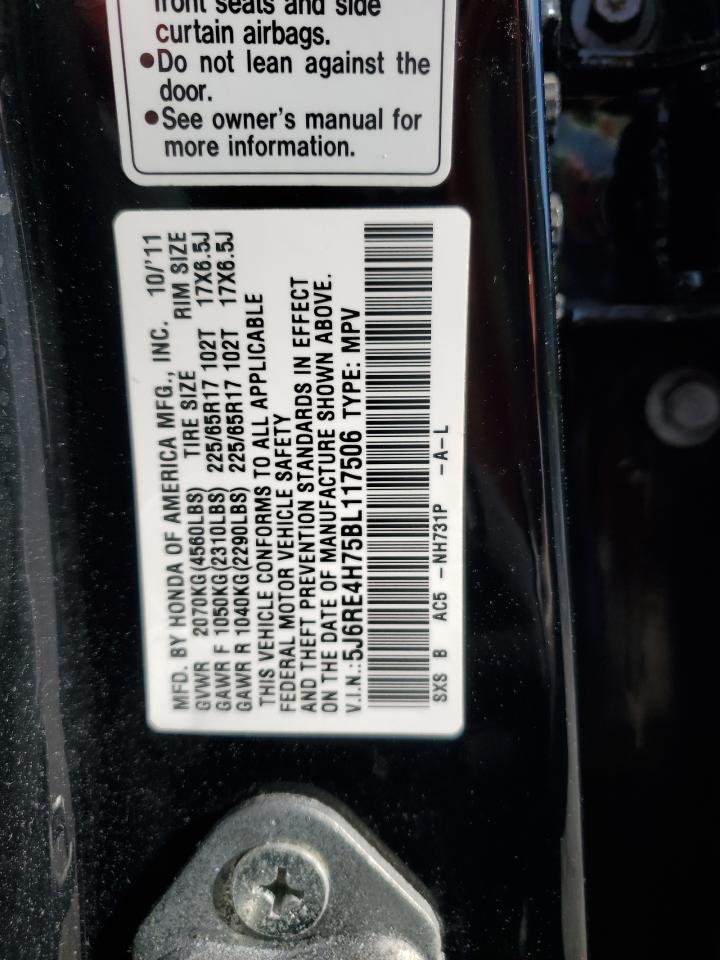 front seats and side
curtain airbags.
●Do not lean against the
door.
●See owner's manual for
more information.
MFD. BY HONDA OF AMERICA MFG., INC. 10/'11
TIRE SIZE RIM SIZE
GVWR 2070KG(4560LBS)
GAWR F 1050KG(2310LBS) 225/65R17 102T 17X6.5J
GAWR R 1040KG(2290LBS) 225/65R17 102T 17X6.5J
THIS VEHICLE CONFORMS TO ALL APPLICABLE
FEDERAL MOTOR VEHICLE SAFETY
AND THEFT PREVENTION STANDARDS IN EFFECT
ON THE DATE OF MANUFACTURE SHOWN ABOVE.
V.I.N.:5J6RE4H75BL117506 TYPE: MPV
SXS B AC5 -NH731P -A-L